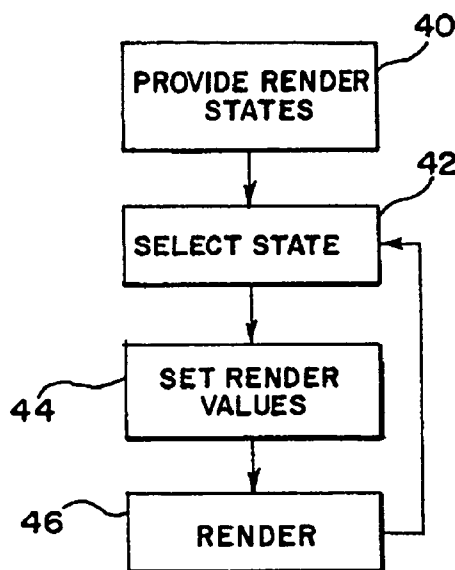 40
PROVIDE RENDER
STATES
42
SELECT STATE
44
SET RENDER
VALUES
46
RENDER